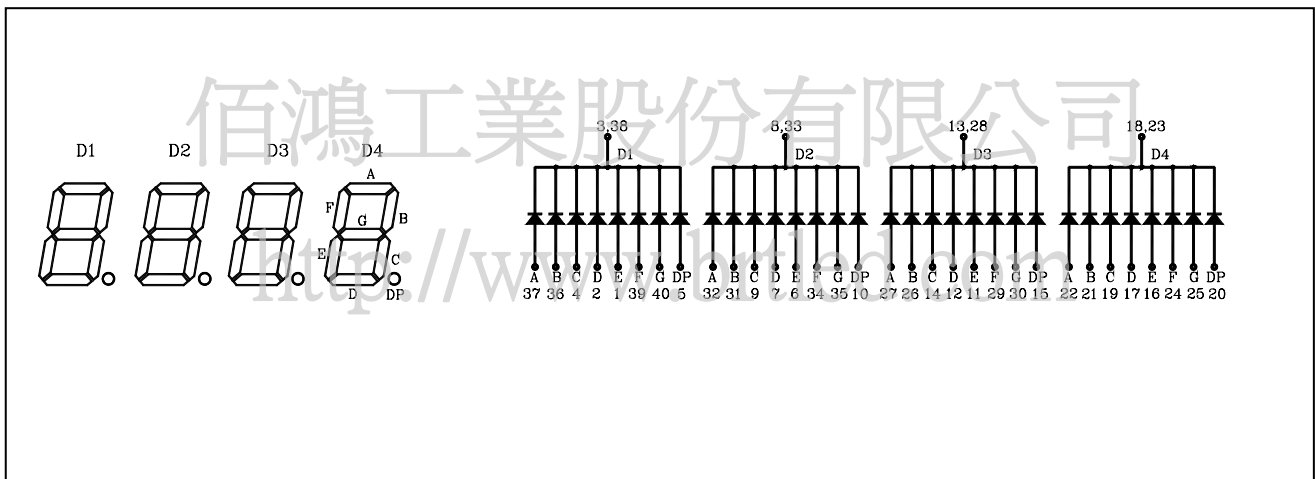 佰鴻工業股份有限公司
http://www.brtled.com
D1 D2 D3 D4
A
F B
G
E C
D DP
3,38 8,33 13,28 18,23
D1 D2 D3 D4
A B C D E F G DP A B C D E F G DP A B C D E F G DP A B C D E F G DP
37 36 4 2 1 39 40 5 32 31 9 7 6 34 35 10 27 26 14 12 11 29 30 15 22 21 19 17 16 24 25 20